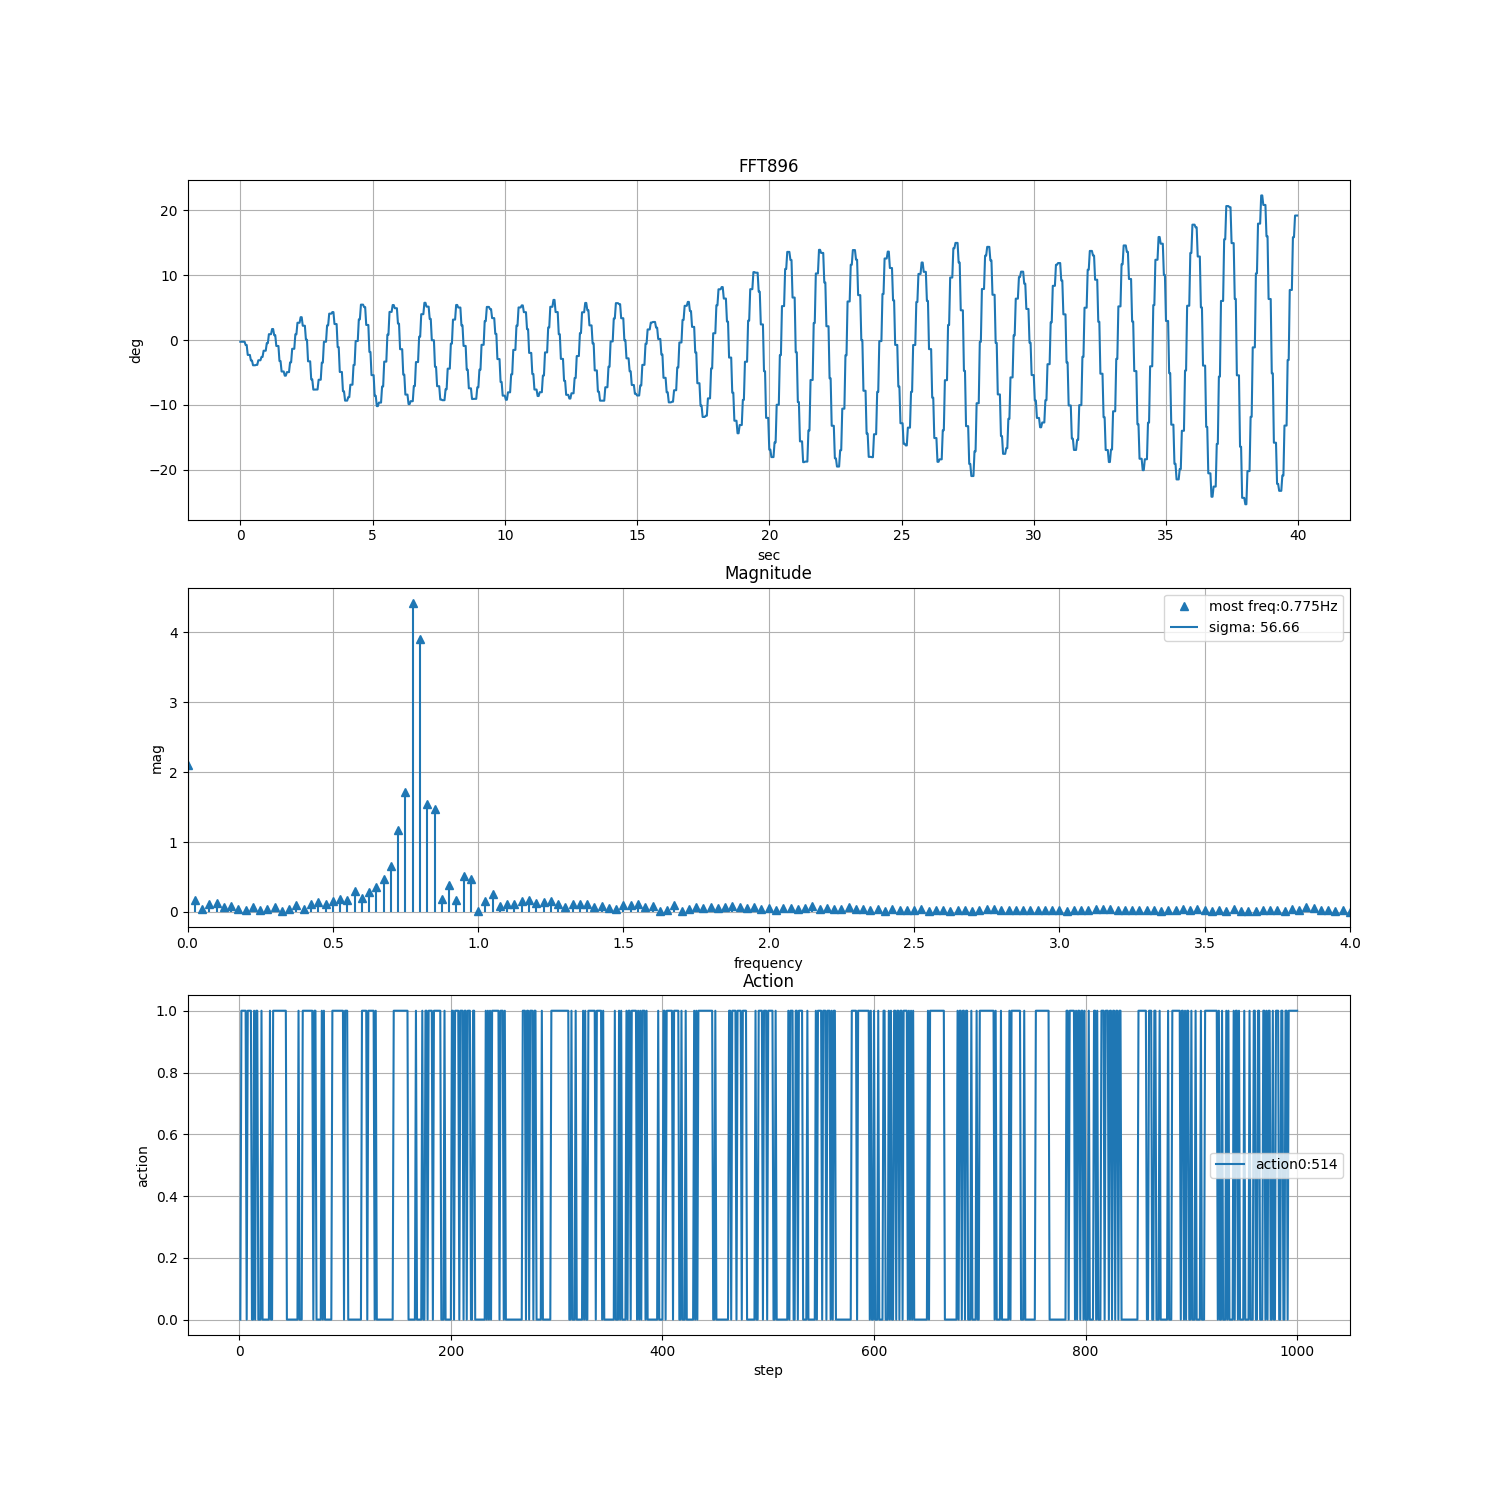 FFT896
20
10
0
−10
−20
deg
0 5 10 15 20 25 30 35 40
sec
Magnitude
most freq:0.775Hz
sigma: 56.66
4
3
2
1
0
mag
0.0 0.5 1.0 1.5 2.0 2.5 3.0 3.5 4.0
frequency
Action
1.0
0.8
0.6
0.4
0.2
0.0
action
action0:514
0 200 400 600 800 1000
step